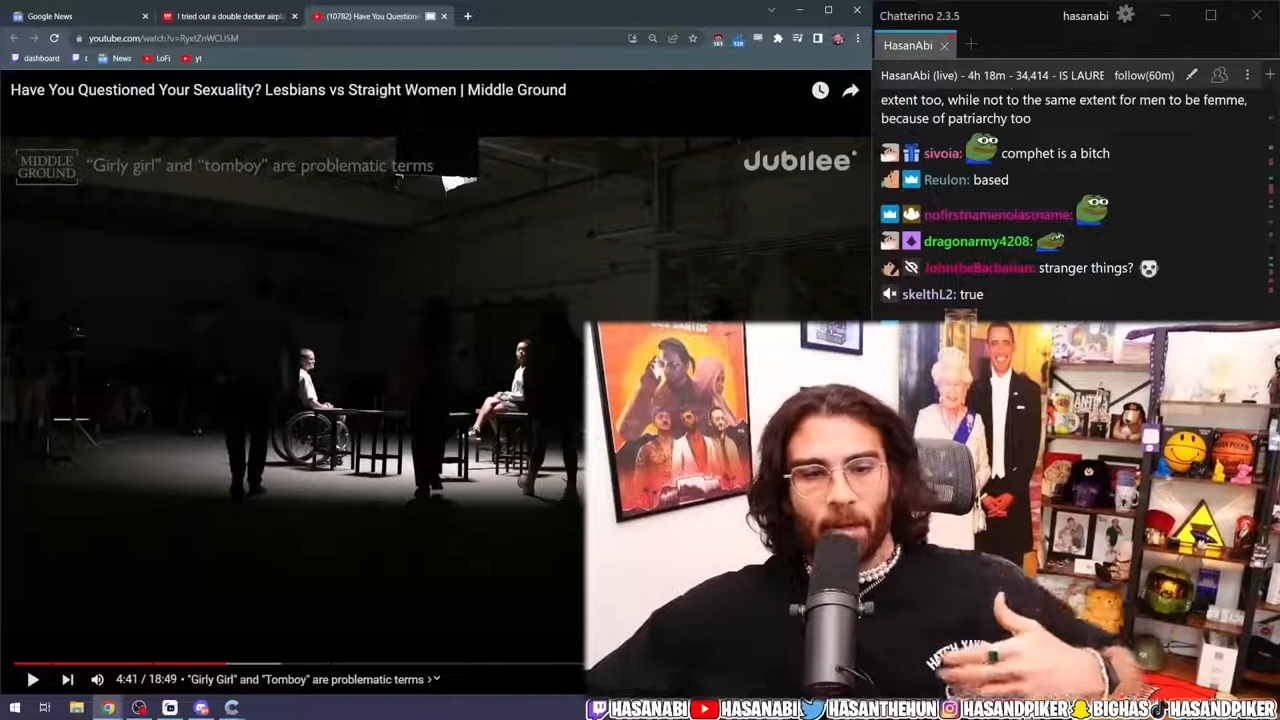 Google News
I tried out a double decker airpl
(10782) Have You Questione
youtube.com/watch?v=RyxtZnWCUSM
161
126
dashboard
t
News
LoFi
yt
Have You Questioned Your Sexuality? Lesbians vs Straight Women | Middle Ground
MIDDLE
GROUND
"Girly girl" and "tomboy" are problematic terms
Jubilee
4:41 / 18:49 • "Girly Girl" and "Tomboy" are problematic terms
Chatterino 2.3.5
hasanabi
HasanAbi
HasanAbi (live) - 4h 18m - 34,414 - IS LAURE
follow(60m)
extent too, while not to the same extent for men to be femme,
because of patriarchy too
sivoia: comphet is a bitch
Reulon: based
nofirstnamenolastname:
dragonarmy4208:
JohntheBarbarian: stranger things?
skelthL2: true
HASANABI
HASANABI
HASANTHEHUN
HASANDPIKER
BIGHAS
HASANDPIKER